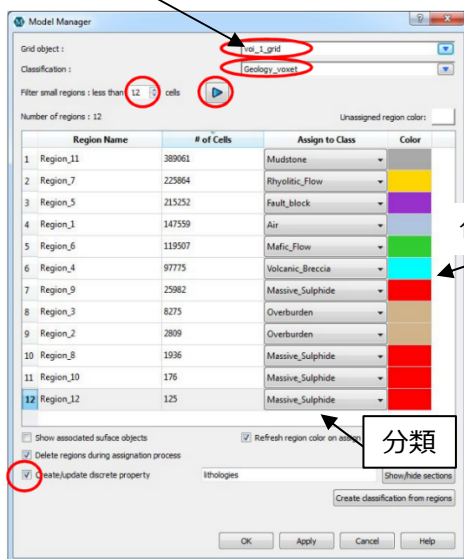 Model Manager
Grid object :
voi_1_grid
Classification :
Geology_voxet
Filter small regions : less than 12 cells
Number of regions : 12
Unassigned region color:
Region Name # of Cells Assign to Class Color
1 Region_11 389061 Mudstone
2 Region_7 225864 Rhyolitic_Flow
3 Region_5 215252 Fault_block
4 Region_1 147559 Air
5 Region_6 119507 Mafic_Flow
6 Region_4 97775 Volcanic_Breccia
7 Region_9 25982 Massive_Sulphide
8 Region_3 8275 Overburden
9 Region_2 2809 Overburden
10 Region_8 1936 Massive_Sulphide
11 Region_10 176 Massive_Sulphide
12 Region_12 125 Massive_Sulphide
Show associated suface objects
Refresh region color on assign
分類
Delete regions during assignation process
Create/update discrete property
lithologies
Show/hide sections
Create classification from regions
OK Apply Cancel Help